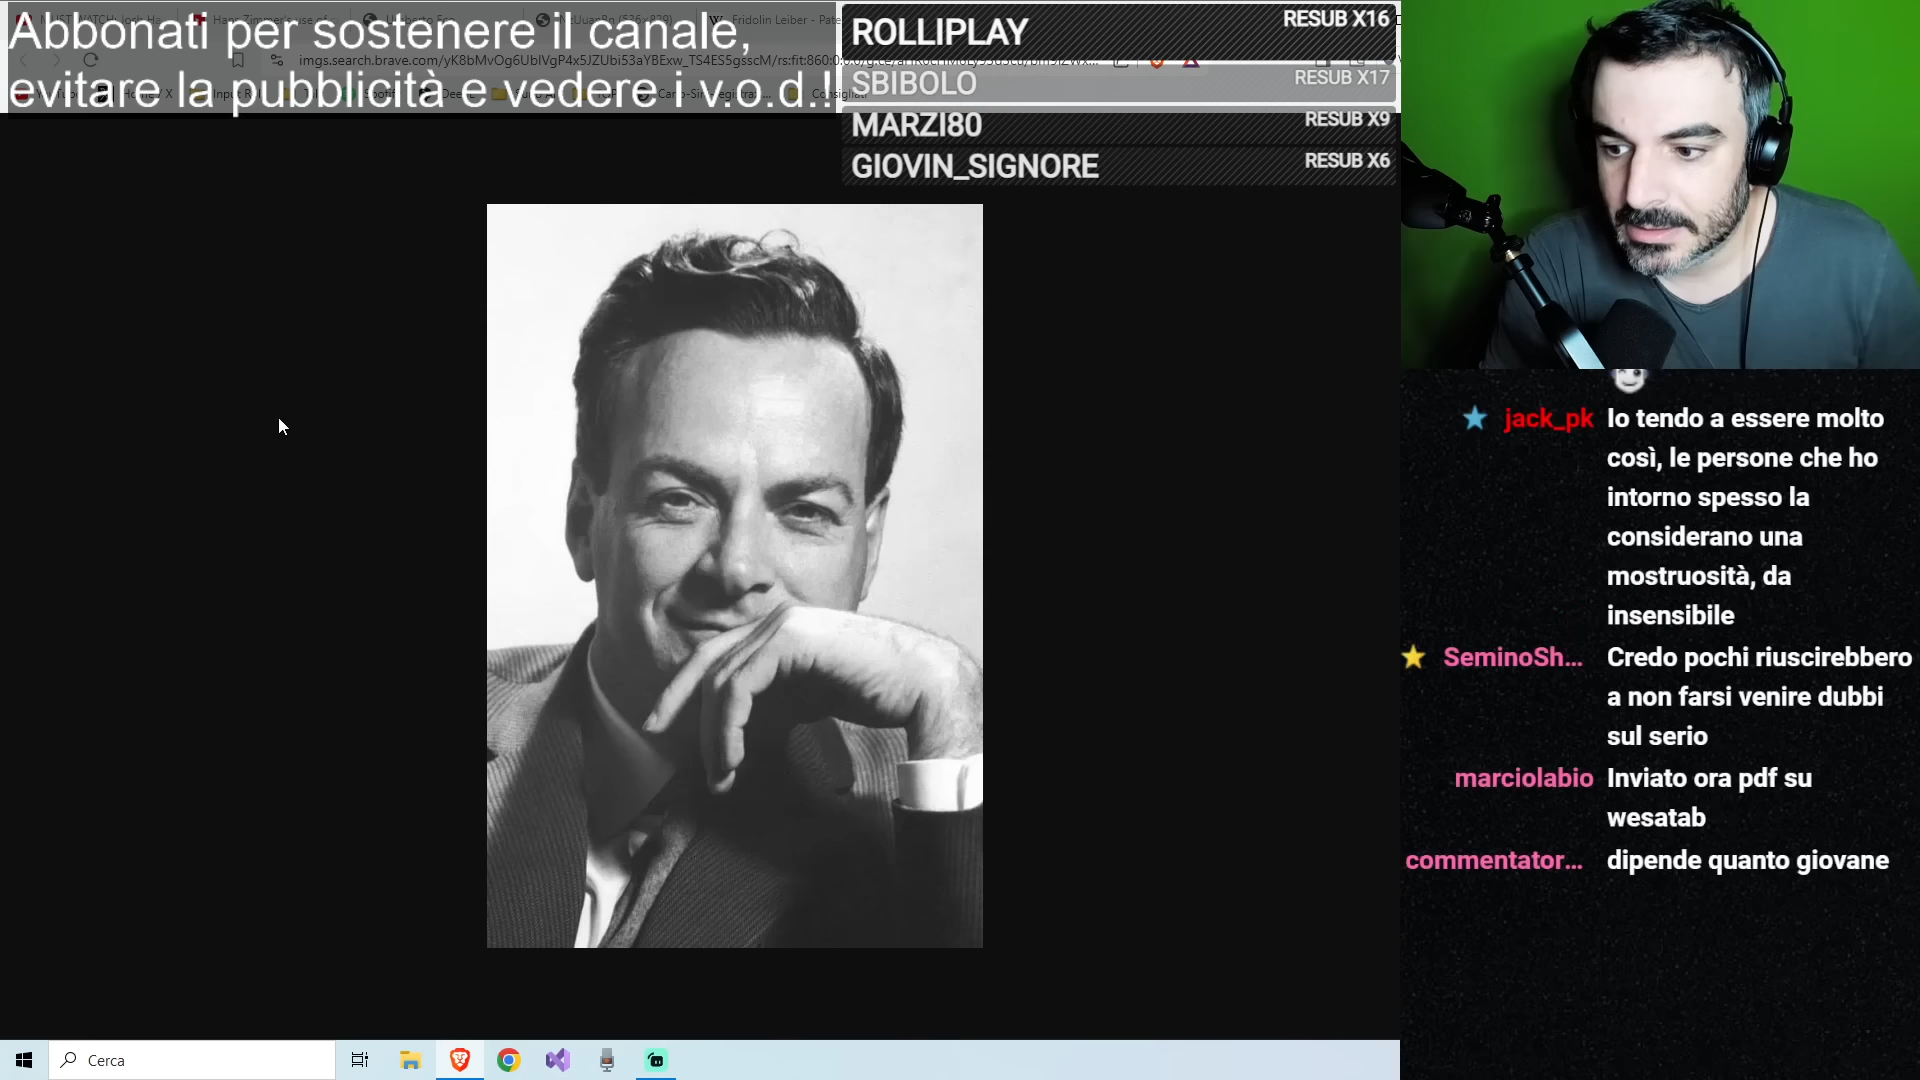 Abbonati per sostenere il canale,
evitare la pubblicità e vedere i v.o.d.!!
ROLLIPLAY RESUB X16
SBIBOLO RESUB X17
MARZI80 RESUB X9
GIOVIN_SIGNORE RESUB X6
jack_pk Io tendo a essere molto
così, le persone che ho
intorno spesso la
considerano una
mostruosità, da
insensibile
SeminoSh... Credo pochi riuscirebbero
a non farsi venire dubbi
sul serio
marciolabio Inviato ora pdf su
wesatab
commentator... dipende quanto giovane
Cerca